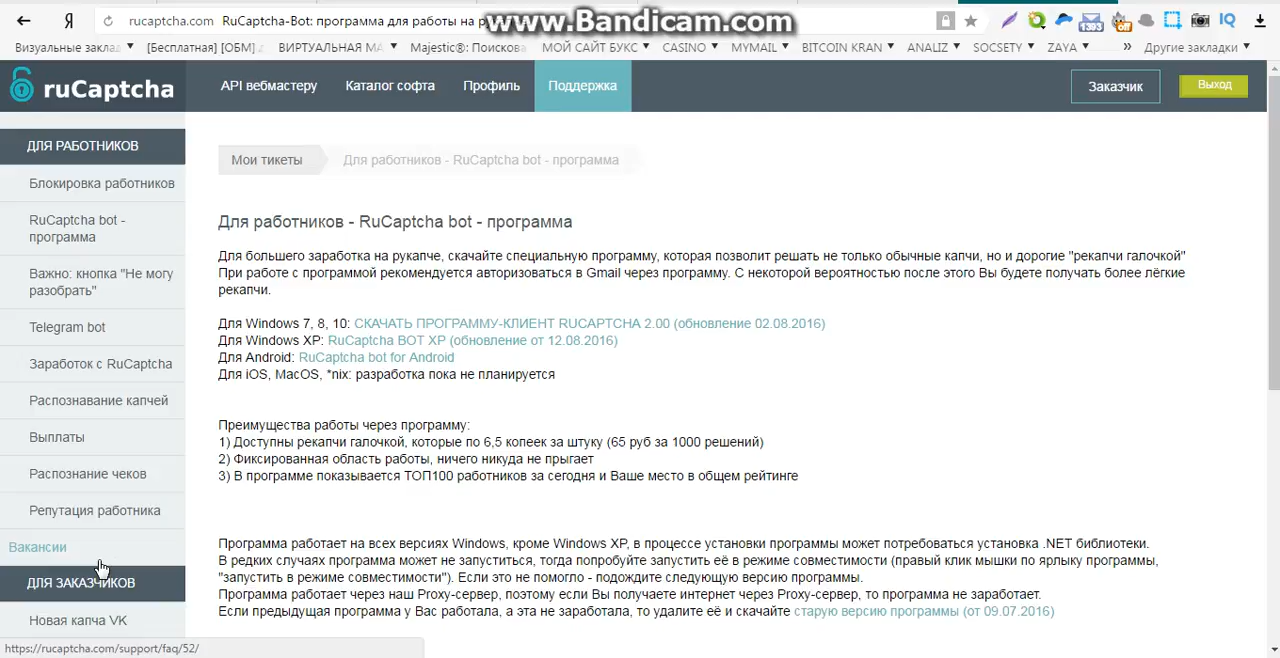 rucaptcha.com RuCaptcha-Bot: программа для работы на
www.Bandicam.com
Визуальные заклад [Бесплатная] [ОБМ] ВИРТУАЛЬНАЯ МА Majestic®: Поискова МОЙ САЙТ БУКС CASINO MYMAIL BITCOIN KRAN ANALIZ SOCSETY ZAYA » Другие закладки
ruCaptcha
API вебмастеру Каталог софта Профиль Поддержка Заказчик Выход
ДЛЯ РАБОТНИКОВ
Блокировка работников
RuCaptcha bot -
программа
Важно: кнопка "Не могу
разобрать"
Telegram bot
Заработок с RuCaptcha
Распознавание капчей
Выплаты
Распознание чеков
Репутация работника
Вакансии
ДЛЯ ЗАКАЗЧИКОВ
Новая капча VK
Мои тикеты Для работников - RuCaptcha bot - программа
Для работников - RuCaptcha bot - программа
Для большего заработка на рукапче, скачайте специальную программу, которая позволит решать не только обычные капчи, но и дорогие "рекапчи галочкой"
При работе с программой рекомендуется авторизоваться в Gmail через программу. С некоторой вероятностью после этого Вы будете получать более лёгкие
рекапчи.
Для Windows 7, 8, 10: СКАЧАТЬ ПРОГРАММУ-КЛИЕНТ RUCAPTCHA 2.00 (обновление 02.08.2016)
Для Windows XP: RuCaptcha BOT XP (обновление от 12.08.2016)
Для Android: RuCaptcha bot for Android
Для iOS, MacOS, *nix: разработка пока не планируется
Преимущества работы через программу:
1) Доступны рекапчи галочкой, которые по 6,5 копеек за штуку (65 руб за 1000 решений)
2) Фиксированная область работы, ничего никуда не прыгает
3) В программе показывается ТОП100 работников за сегодня и Ваше место в общем рейтинге
Программа работает на всех версиях Windows, кроме Windows XP, в процессе установки программы может потребоваться установка .NET библиотеки.
В редких случаях программа может не запуститься, тогда попробуйте запустить её в режиме совместимости (правый клик мышки по ярлыку программы,
"запустить в режиме совместимости"). Если это не помогло - подождите следующую версию программы.
Программа работает через наш Proxy-сервер, поэтому если Вы получаете интернет через Proxy-сервер, то программа не заработает.
Если предыдущая программа у Вас работала, а эта не заработала, то удалите её и скачайте старую версию программы (от 09.07.2016)
https://rucaptcha.com/support/faq/52/